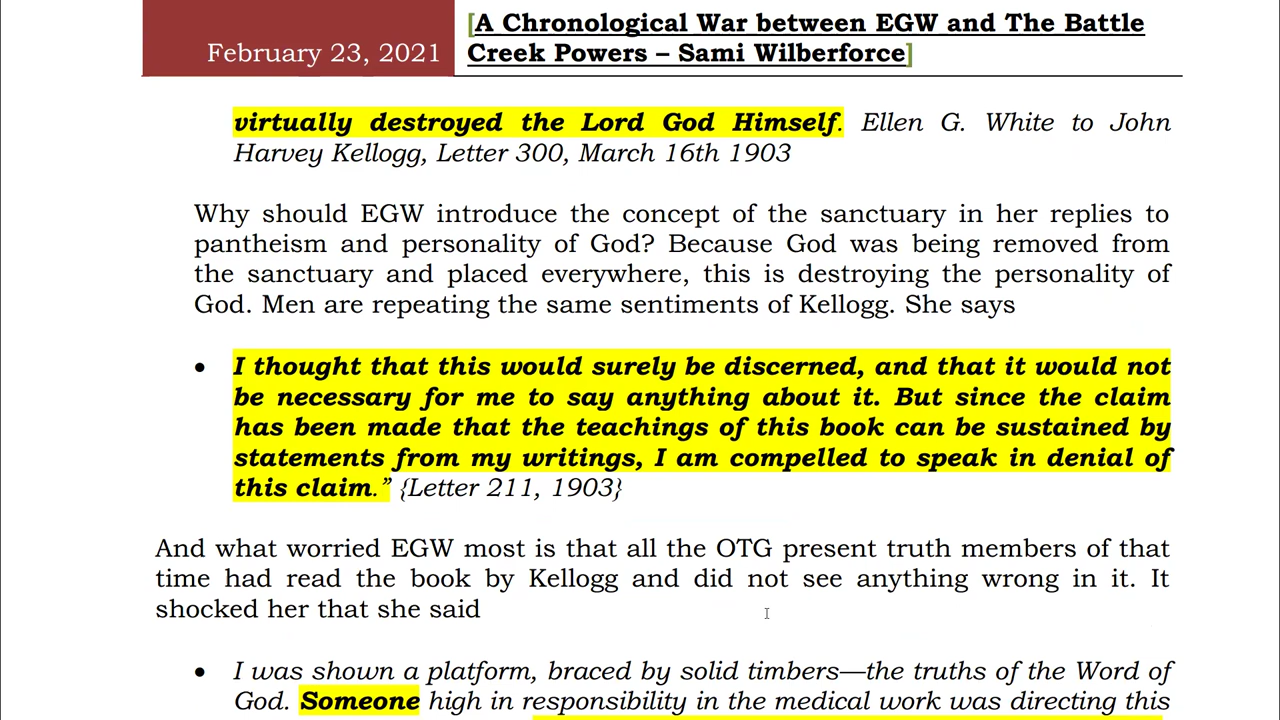 February 23, 2021
[A Chronological War between EGW and The Battle
Creek Powers – Sami Wilberforce]
virtually destroyed the Lord God Himself. Ellen G. White to John
Harvey Kellogg, Letter 300, March 16th 1903
Why should EGW introduce the concept of the sanctuary in her replies to
pantheism and personality of God? Because God was being removed from
the sanctuary and placed everywhere, this is destroying the personality of
God. Men are repeating the same sentiments of Kellogg. She says
• I thought that this would surely be discerned, and that it would not
be necessary for me to say anything about it. But since the claim
has been made that the teachings of this book can be sustained by
statements from my writings, I am compelled to speak in denial of
this claim.” {Letter 211, 1903}
And what worried EGW most is that all the OTG present truth members of that
time had read the book by Kellogg and did not see anything wrong in it. It
shocked her that she said
• I was shown a platform, braced by solid timbers—the truths of the Word of
God. Someone high in responsibility in the medical work was directing this